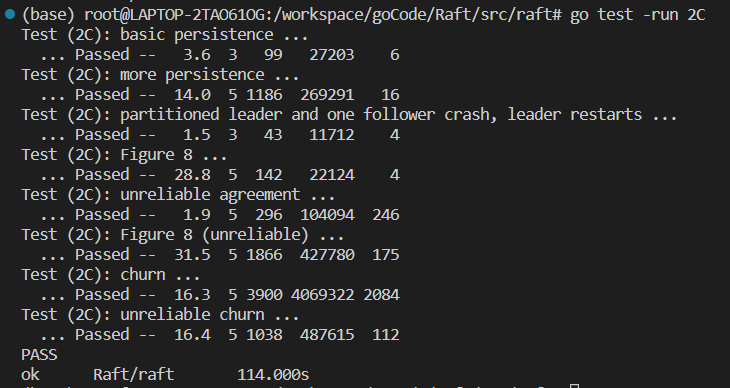 (base) root@LAPTOP-2TAO61OG:/workspace/goCode/Raft/src/raft# go test -run 2C
Test (2C): basic persistence ...
  ... Passed --   3.6  3   99   27203    6
Test (2C): more persistence ...
  ... Passed --  14.0  5 1186  269291   16
Test (2C): partitioned leader and one follower crash, leader restarts ...
  ... Passed --   1.5  3   43   11712    4
Test (2C): Figure 8 ...
  ... Passed --  28.8  5  142   22124    4
Test (2C): unreliable agreement ...
  ... Passed --   1.9  5  296  104094  246
Test (2C): Figure 8 (unreliable) ...
  ... Passed --  31.5  5 1866  427780  175
Test (2C): churn ...
  ... Passed --  16.3  5 3900 4069322 2084
Test (2C): unreliable churn ...
  ... Passed --  16.4  5 1038  487615  112
PASS
ok      Raft/raft       114.000s